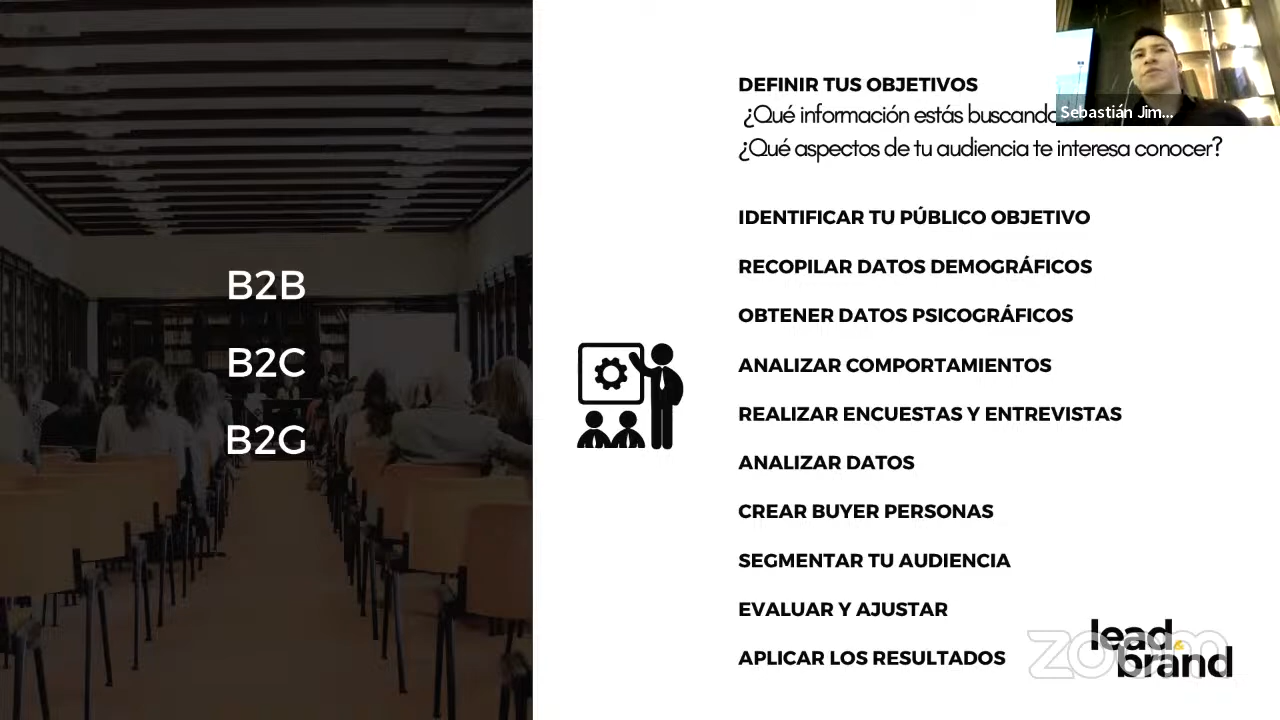 B2B
B2C
B2G
DEFINIR TUS OBJETIVOS
¿Qué información estás buscando
¿Qué aspectos de tu audiencia te interesa conocer?
IDENTIFICAR TU PÚBLICO OBJETIVO
RECOPILAR DATOS DEMOGRÁFICOS
OBTENER DATOS PSICOGRÁFICOS
ANALIZAR COMPORTAMIENTOS
REALIZAR ENCUESTAS Y ENTREVISTAS
ANALIZAR DATOS
CREAR BUYER PERSONAS
SEGMENTAR TU AUDIENCIA
EVALUAR Y AJUSTAR
APLICAR LOS RESULTADOS
Sebastián Jim...
lead &
brand
zoom